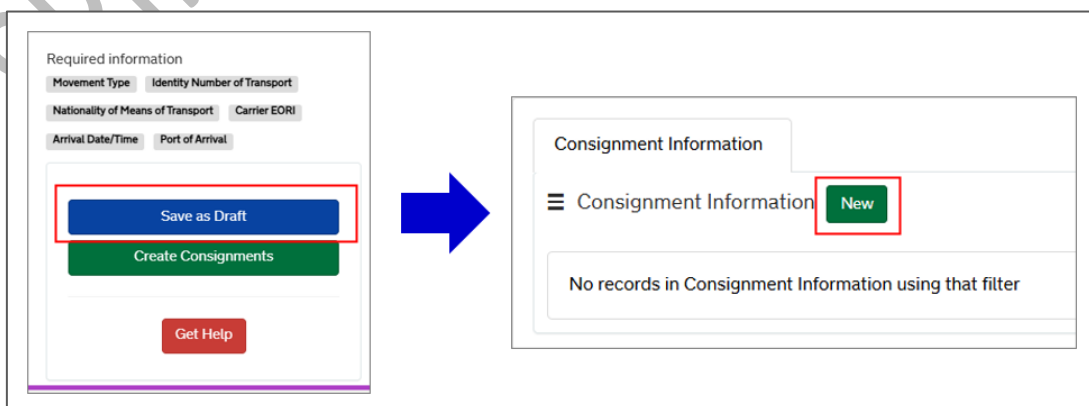 Required information
Movement Type Identity Number of Transport
Nationality of Means of Transport Carrier EORI
Arrival Date/Time Port of Arrival
Save as Draft
Create Consignments
Get Help
Consignment Information
Consignment Information New
No records in Consignment Information using that filter